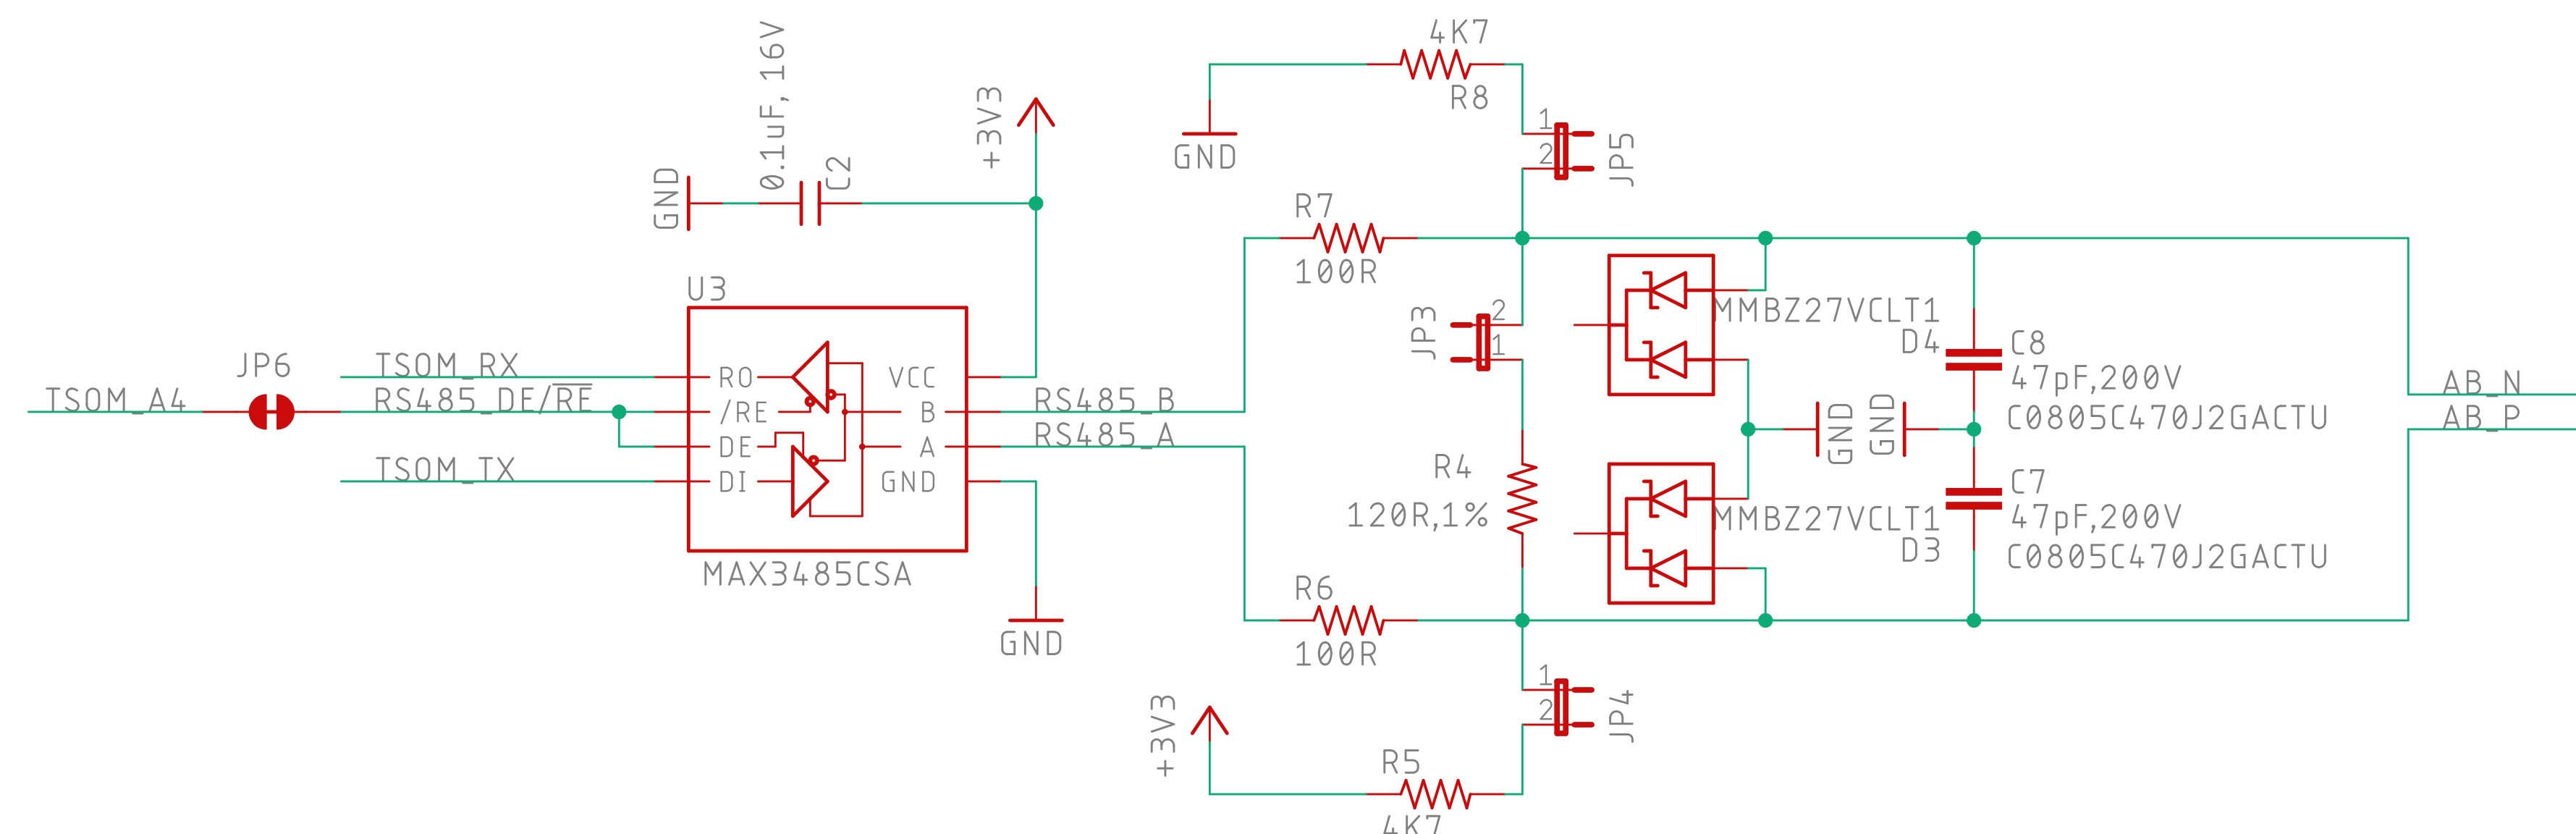 JP6
TSOM_A4
TSOM_RX
RS485_DE/RE
TSOM_TX
GND
0.1uF,16V
C2
+3V3
U3
RO
/RE
DE
DI
VCC
B
A
GND
MAX3485CSA
RS485_B
RS485_A
GND
4K7
R8
GND
1
2
JP5
R7
100R
JP3
2
1
R4
120R,1%
R6
100R
1
2
JP4
+3V3
R5
4K7
MMBZ27VCLT1
D4
MMBZ27VCLT1
D3
GND
GND
C8
47pF,200V
C0805C470J2GACTU
C7
47pF,200V
C0805C470J2GACTU
AB_N
AB_P